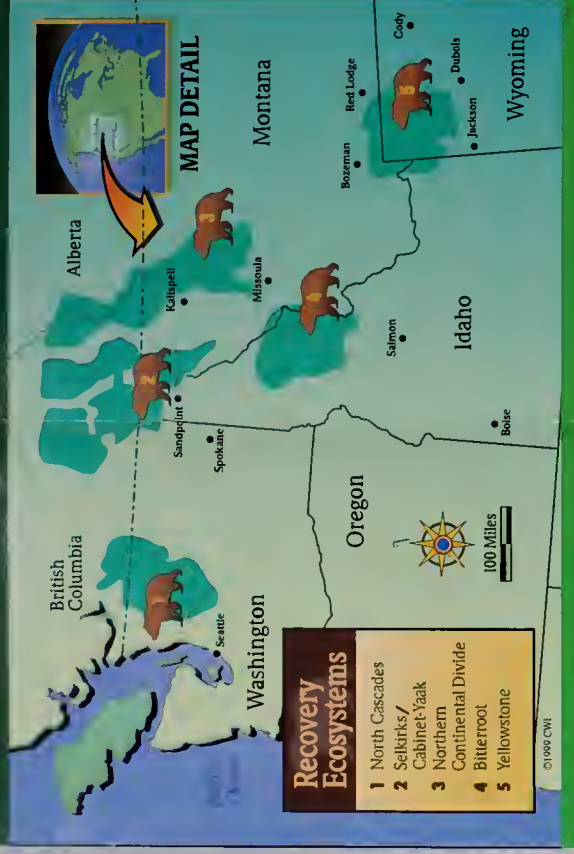 MAP DETAIL
Alberta
British
Columbia
Montana
Kalispell
Missoula
Sandpoint
Spokane
Seattle
Washington
Bozeman
Red Lodge
Cody
Dubois
Jackson
Wyoming
Salmon
Idaho
Boise
Oregon
100 Miles
2
3
4
5
Recovery
Ecosystems
1 North Cascades
2 Selkirks/
Cabinet-Yaak
3 Northern
Continental Divide
4 Bitterroot
5 Yellowstone
©1999 CWI